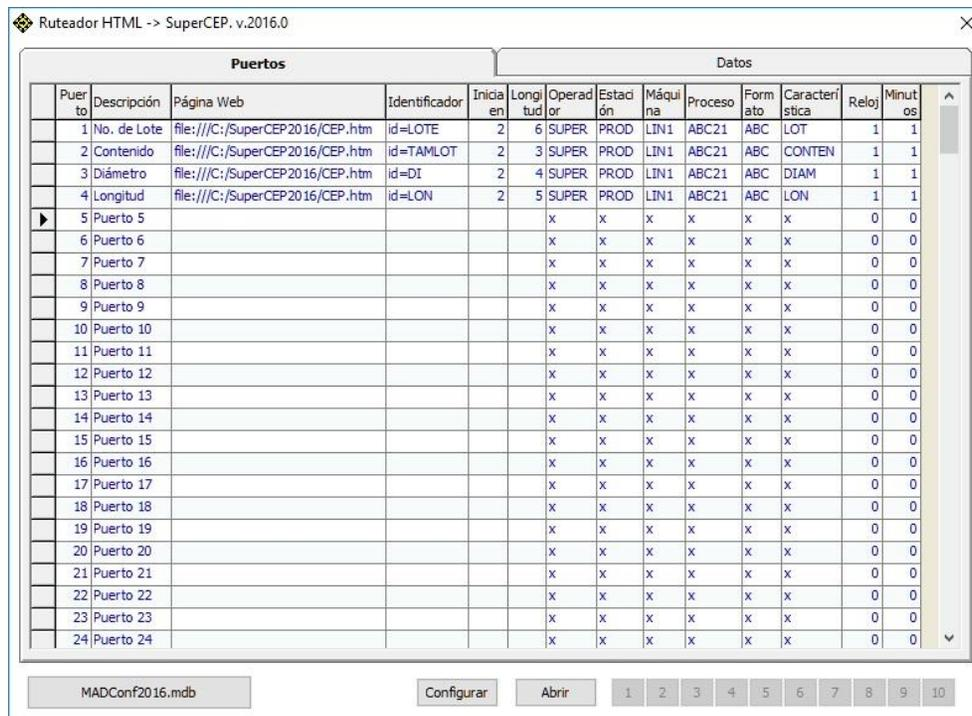 Ruteador HTML -> SuperCEP. v.2016.0
Puertos Datos
Puerto Descripción Página Web Identificador Inicia en Longitud Operador Estación Máquina Proceso Formato Característica Reloj Minutos
1 No. de Lote file:///C:/SuperCEP2016/CEP.htm id=LOTE 2 6 SUPER PROD LIN1 ABC21 ABC LOT 1 1
2 Contenido file:///C:/SuperCEP2016/CEP.htm id=TAMLOT 2 3 SUPER PROD LIN1 ABC21 ABC CONTEN 1 1
3 Diámetro file:///C:/SuperCEP2016/CEP.htm id=DI 2 4 SUPER PROD LIN1 ABC21 ABC DIAM 1 1
4 Longitud file:///C:/SuperCEP2016/CEP.htm id=LON 2 5 SUPER PROD LIN1 ABC21 ABC LON 1 1
5 Puerto 5 x x x x x x 0 0
6 Puerto 6 x x x x x x 0 0
7 Puerto 7 x x x x x x 0 0
8 Puerto 8 x x x x x x 0 0
9 Puerto 9 x x x x x x 0 0
10 Puerto 10 x x x x x x 0 0
11 Puerto 11 x x x x x x 0 0
12 Puerto 12 x x x x x x 0 0
13 Puerto 13 x x x x x x 0 0
14 Puerto 14 x x x x x x 0 0
15 Puerto 15 x x x x x x 0 0
16 Puerto 16 x x x x x x 0 0
17 Puerto 17 x x x x x x 0 0
18 Puerto 18 x x x x x x 0 0
19 Puerto 19 x x x x x x 0 0
20 Puerto 20 x x x x x x 0 0
21 Puerto 21 x x x x x x 0 0
22 Puerto 22 x x x x x x 0 0
23 Puerto 23 x x x x x x 0 0
24 Puerto 24 x x x x x x 0 0
MADConf2016.mdb Configurar Abrir 1 2 3 4 5 6 7 8 9 10